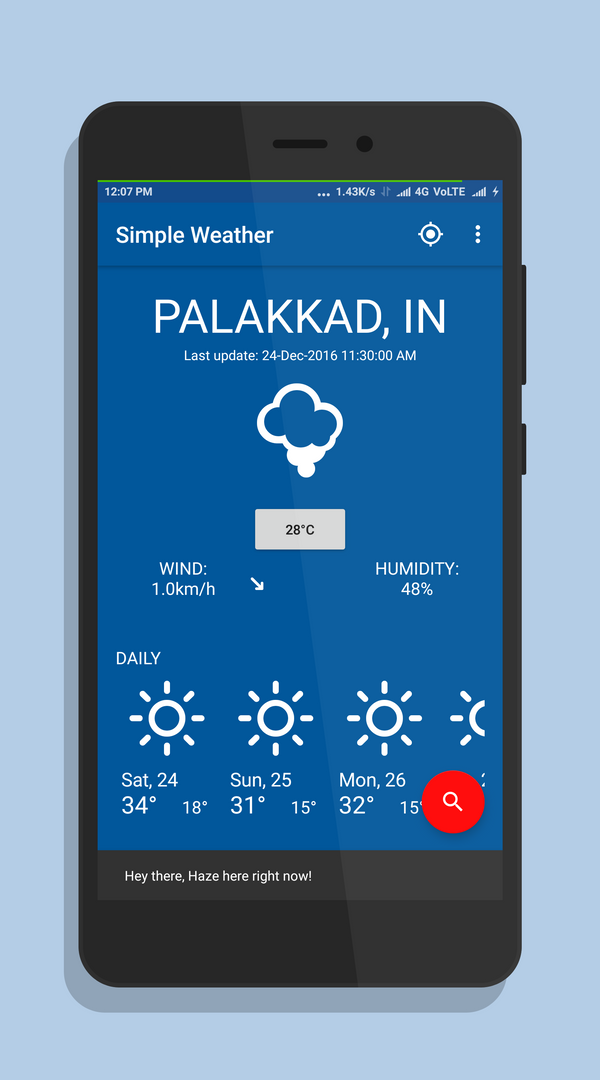 12:07 PM ... 1.43K/s 4G VoLTE
Simple Weather
PALAKKAD, IN
Last update: 24-Dec-2016 11:30:00 AM
28°C
WIND: HUMIDITY:
1.0km/h 48%
DAILY
Sat, 24 Sun, 25 Mon, 26
34° 18° 31° 15° 32° 15°
Hey there, Haze here right now!